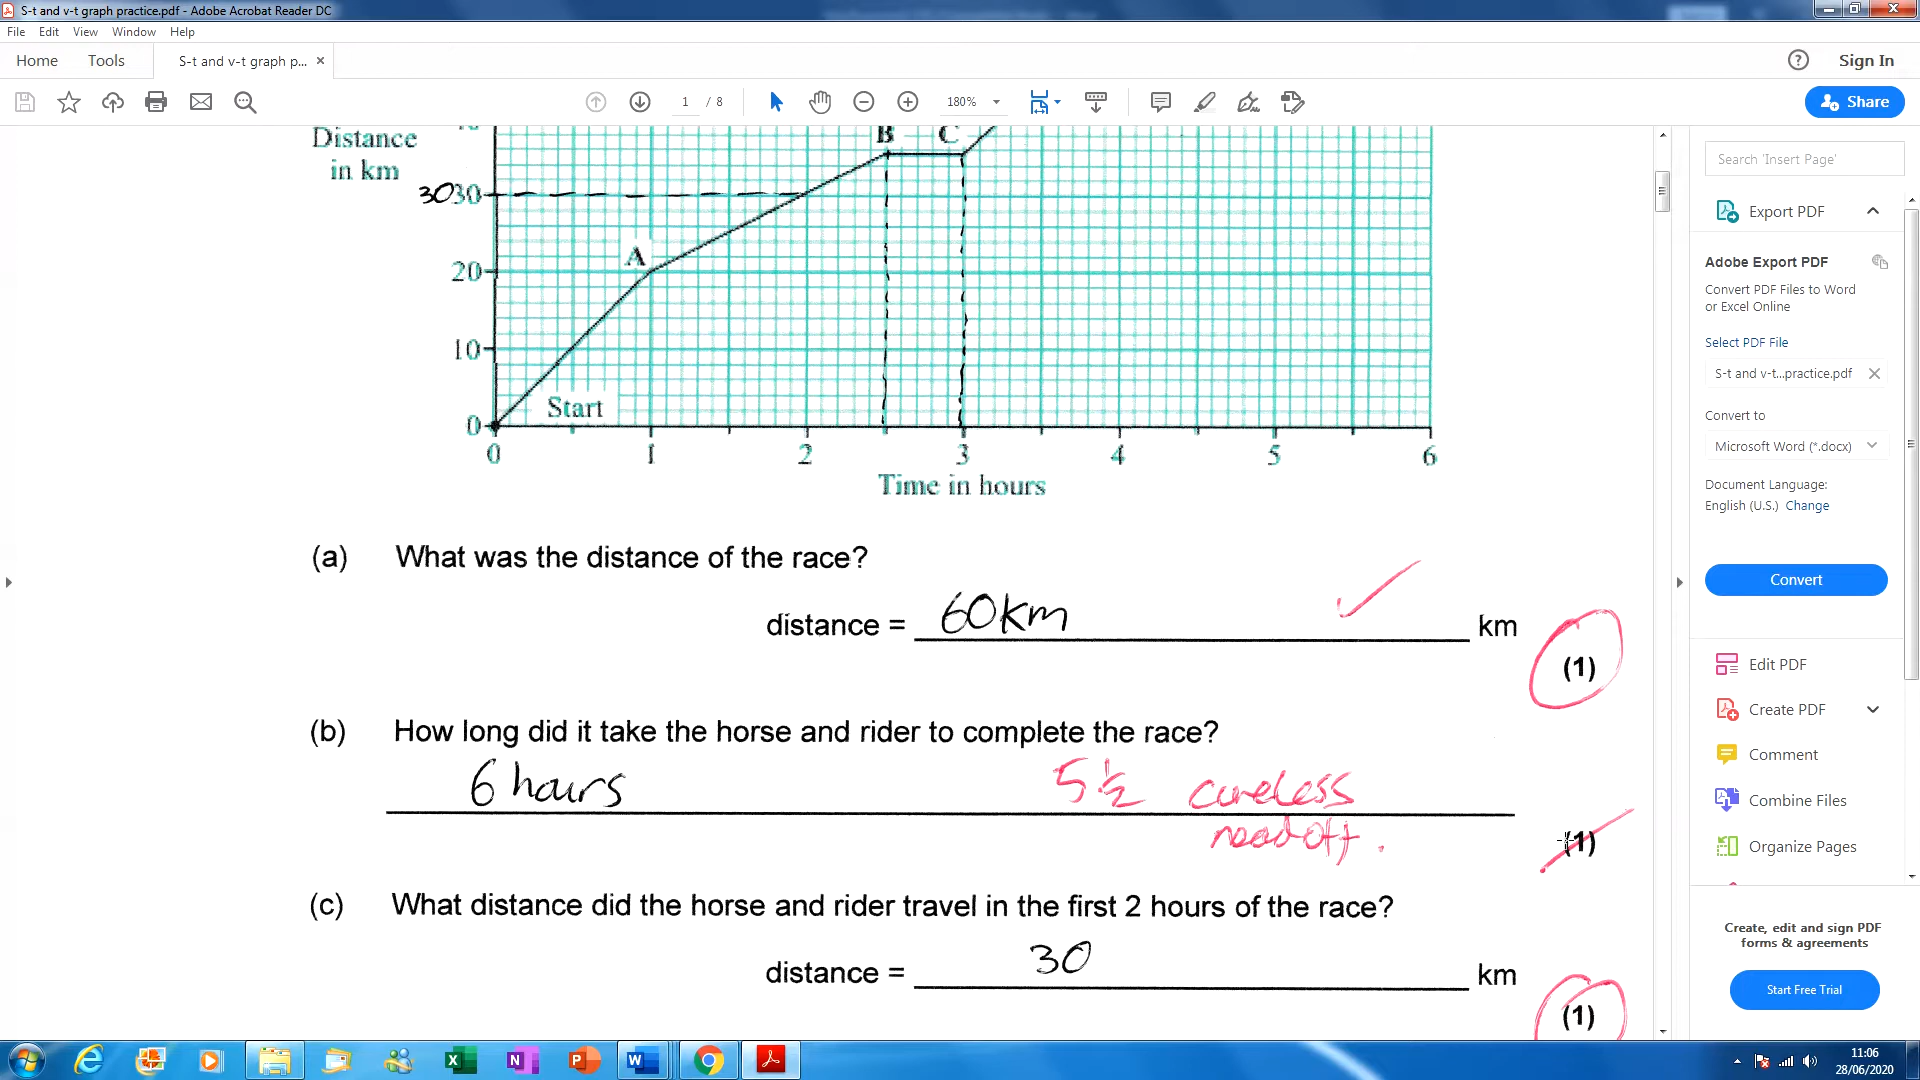 S-t and v-t graph practice.pdf - Adobe Acrobat Reader DC
File Edit View Window Help
Home Tools S-t and v-t graph p... × Sign In
1 / 8 180% Share
Distance
in km
B C
30 30
A
20
10
Start
0
0 1 2 3 4 5 6
Time in hours
(a) What was the distance of the race?
distance = 60km km
(1)
(b) How long did it take the horse and rider to complete the race?
6 hours 5 ½ careless
read off.
(1)
(c) What distance did the horse and rider travel in the first 2 hours of the race?
distance = 30 km
(1)
Search 'Insert Page'
Export PDF
Adobe Export PDF
Convert PDF Files to Word
or Excel Online
Select PDF File
S-t and v-t...practice.pdf
Convert to
Microsoft Word (*.docx)
Document Language:
English (U.S.) Change
Convert
Edit PDF
Create PDF
Comment
Combine Files
Organize Pages
Create, edit and sign PDF
forms & agreements
Start Free Trial
11:06
28/06/2020